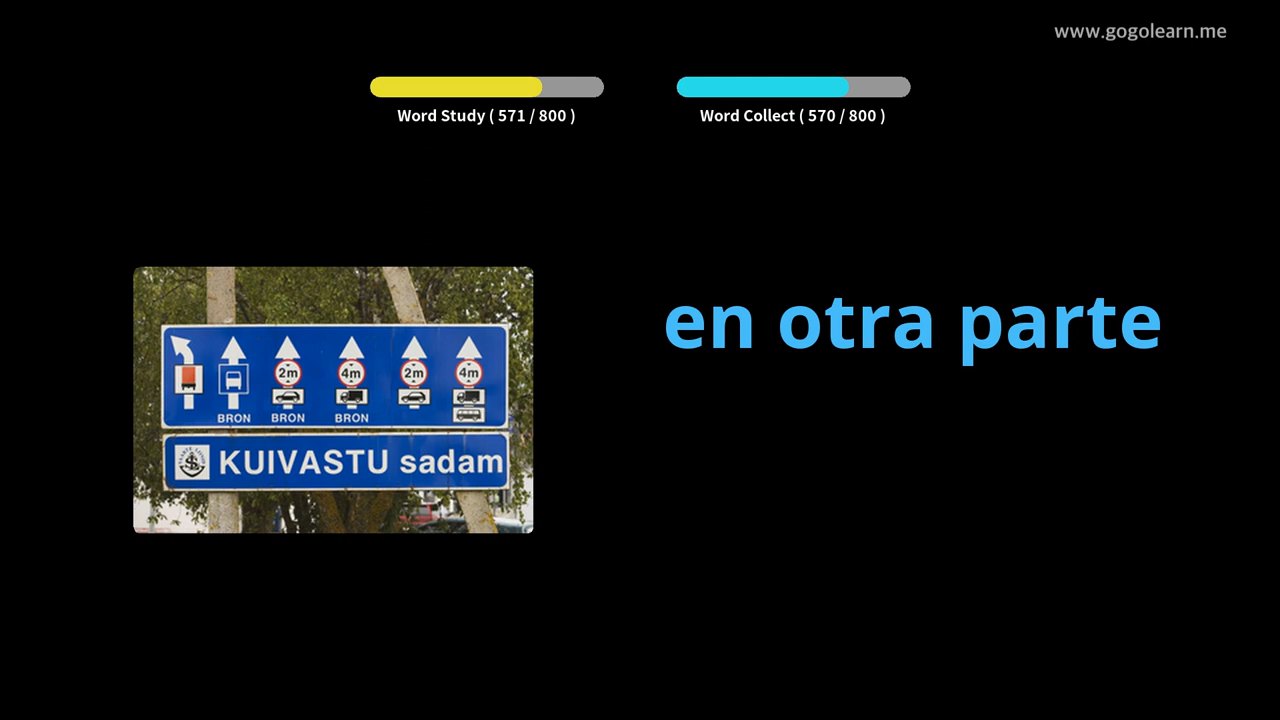 www.gogolearn.me
Word Study ( 571 / 800 )
Word Collect ( 570 / 800 )
en otra parte
2m 4m 2m 4m
BRON BRON BRON
KUIVASTU sadam